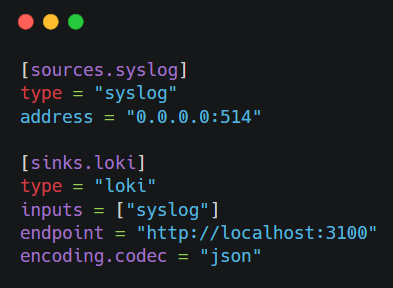 [sources.syslog]
type = "syslog"
address = "0.0.0.0:514"

[sinks.loki]
type = "loki"
inputs = ["syslog"]
endpoint = "http://localhost:3100"
encoding.codec = "json"